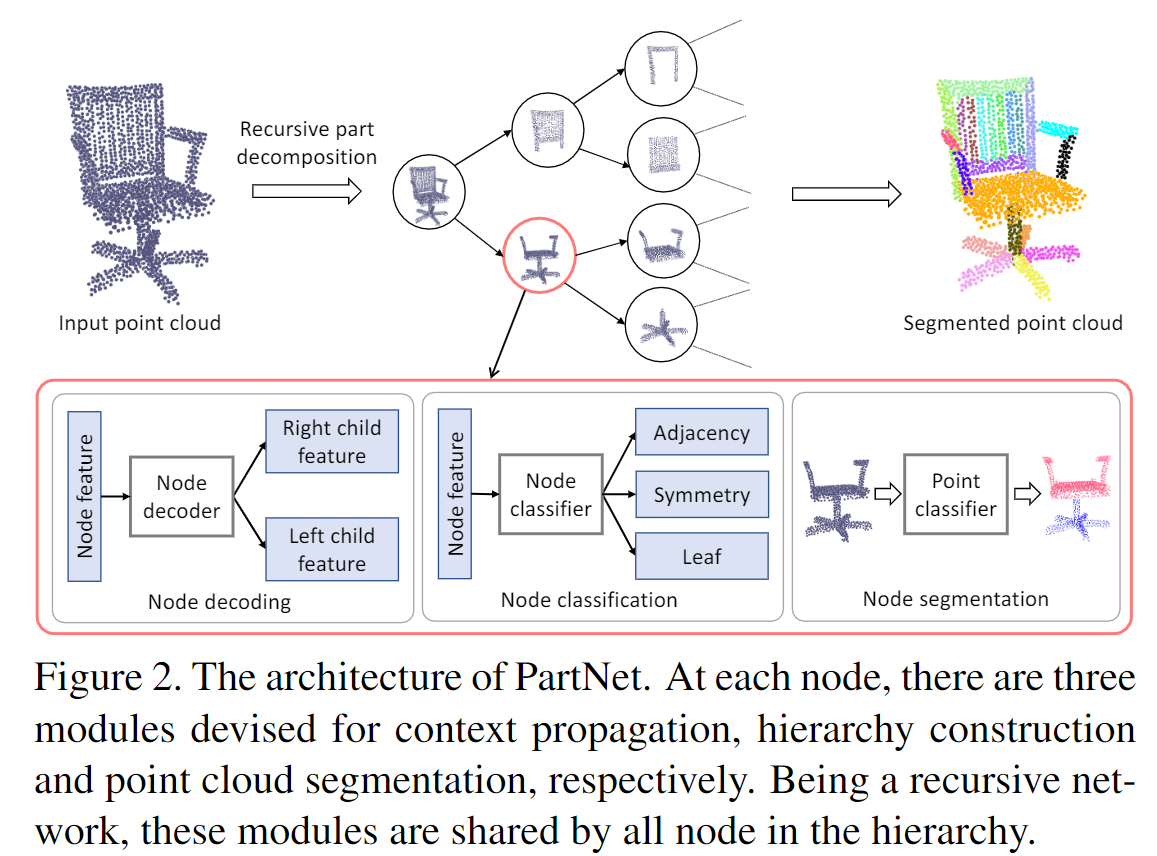 Recursive part
decomposition
Input point cloud
Segmented point cloud
Node feature
Node
decoder
Right child
feature
Left child
feature
Node decoding
Node feature
Node
classifier
Adjacency
Symmetry
Leaf
Node classification
Point
classifier
Node segmentation
Figure 2. The architecture of PartNet. At each node, there are three
modules devised for context propagation, hierarchy construction
and point cloud segmentation, respectively. Being a recursive net-
work, these modules are shared by all node in the hierarchy.